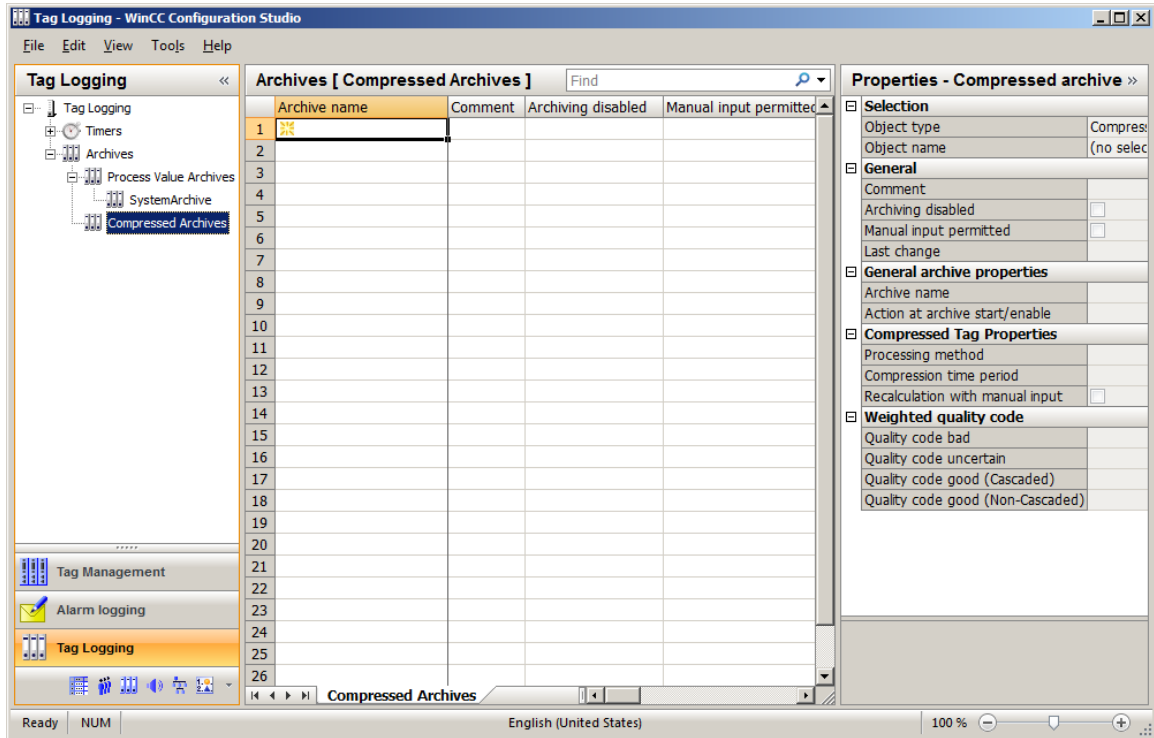 Tag Logging - WinCC Configuration Studio
File Edit View Tools Help
Tag Logging «
Tag Logging
Timers
Archives
Process Value Archives
SystemArchive
Compressed Archives
Tag Management
Alarm logging
Tag Logging
Archives [ Compressed Archives ] Find
Archive name Comment Archiving disabled Manual input permitted
1
2
3
4
5
6
7
8
9
10
11
12
13
14
15
16
17
18
19
20
21
22
23
24
25
26
Compressed Archives
Properties - Compressed archive »
Selection
Object type Compress
Object name (no selec
General
Comment
Archiving disabled
Manual input permitted
Last change
General archive properties
Archive name
Action at archive start/enable
Compressed Tag Properties
Processing method
Compression time period
Recalculation with manual input
Weighted quality code
Quality code bad
Quality code uncertain
Quality code good (Cascaded)
Quality code good (Non-Cascaded)
Ready NUM English (United States) 100 %